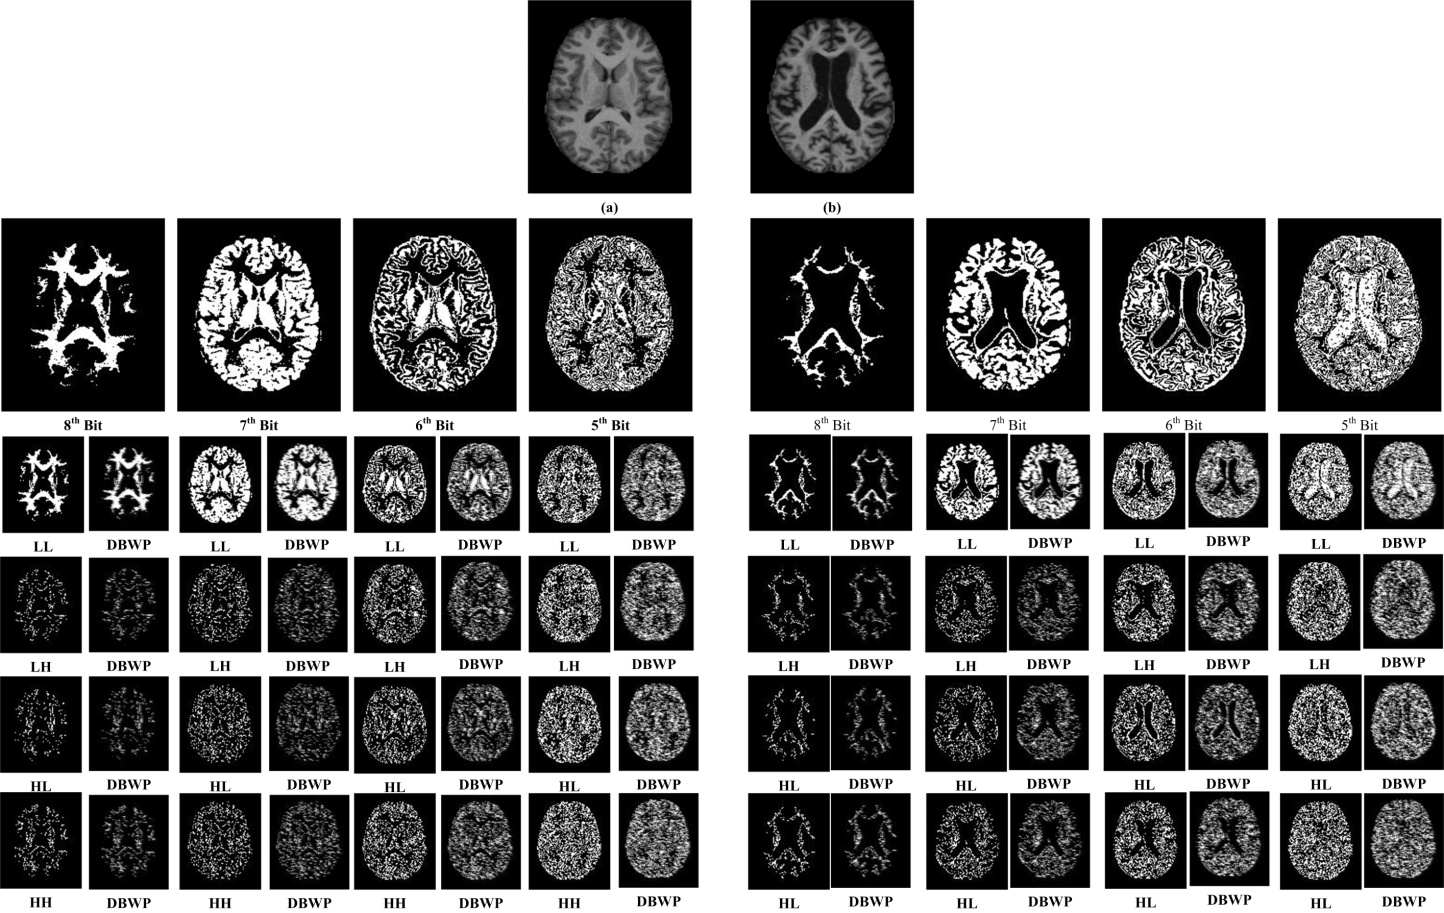 (a) (b)
8th Bit 7th Bit 6th Bit 5th Bit 8th Bit 7th Bit 6th Bit 5th Bit
LL DBWP LL DBWP LL DBWP LL DBWP LL DBWP LL DBWP LL DBWP LL DBWP
LH DBWP LH DBWP LH DBWP LH DBWP LH DBWP LH DBWP LH DBWP LH DBWP
HL DBWP HL DBWP HL DBWP HL DBWP HL DBWP HL DBWP HL DBWP HL DBWP
HH DBWP HH DBWP HH DBWP HH DBWP HL DBWP HL DBWP HL DBWP HL DBWP